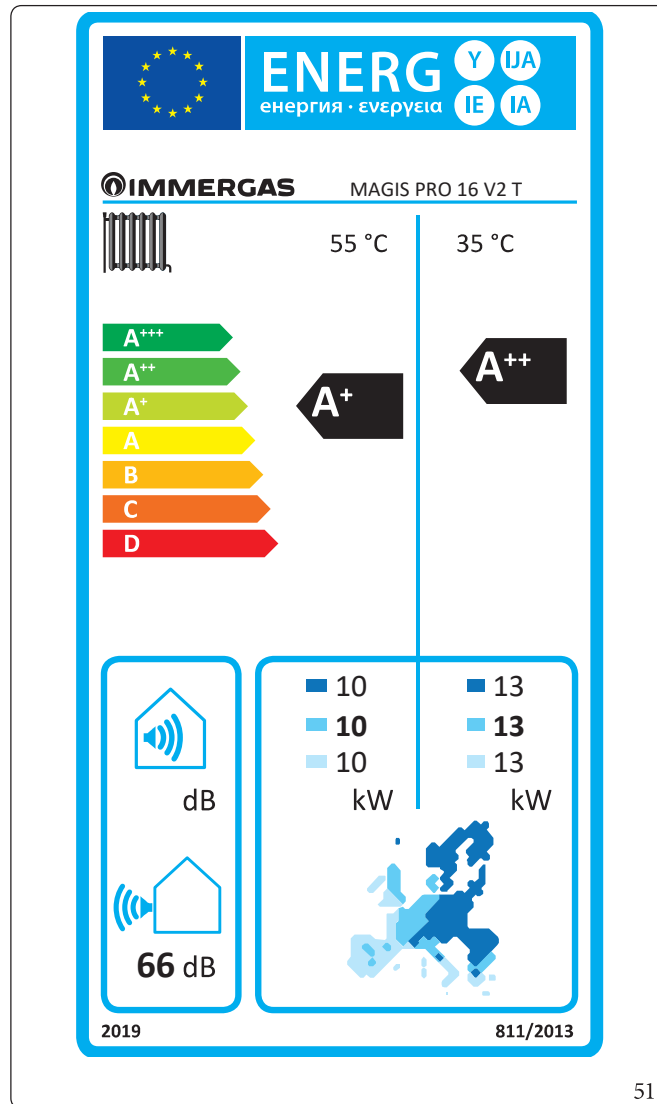 ENERG Y IJA
енергия · ενεργεια IE IA
IMMERGAS MAGIS PRO 16 V2 T
55 °C 35 °C
A+++
A++
A+
A
B
C
D
A+
A++
10 13
10 13
10 13
kW kW
dB
66 dB
2019 811/2013
51